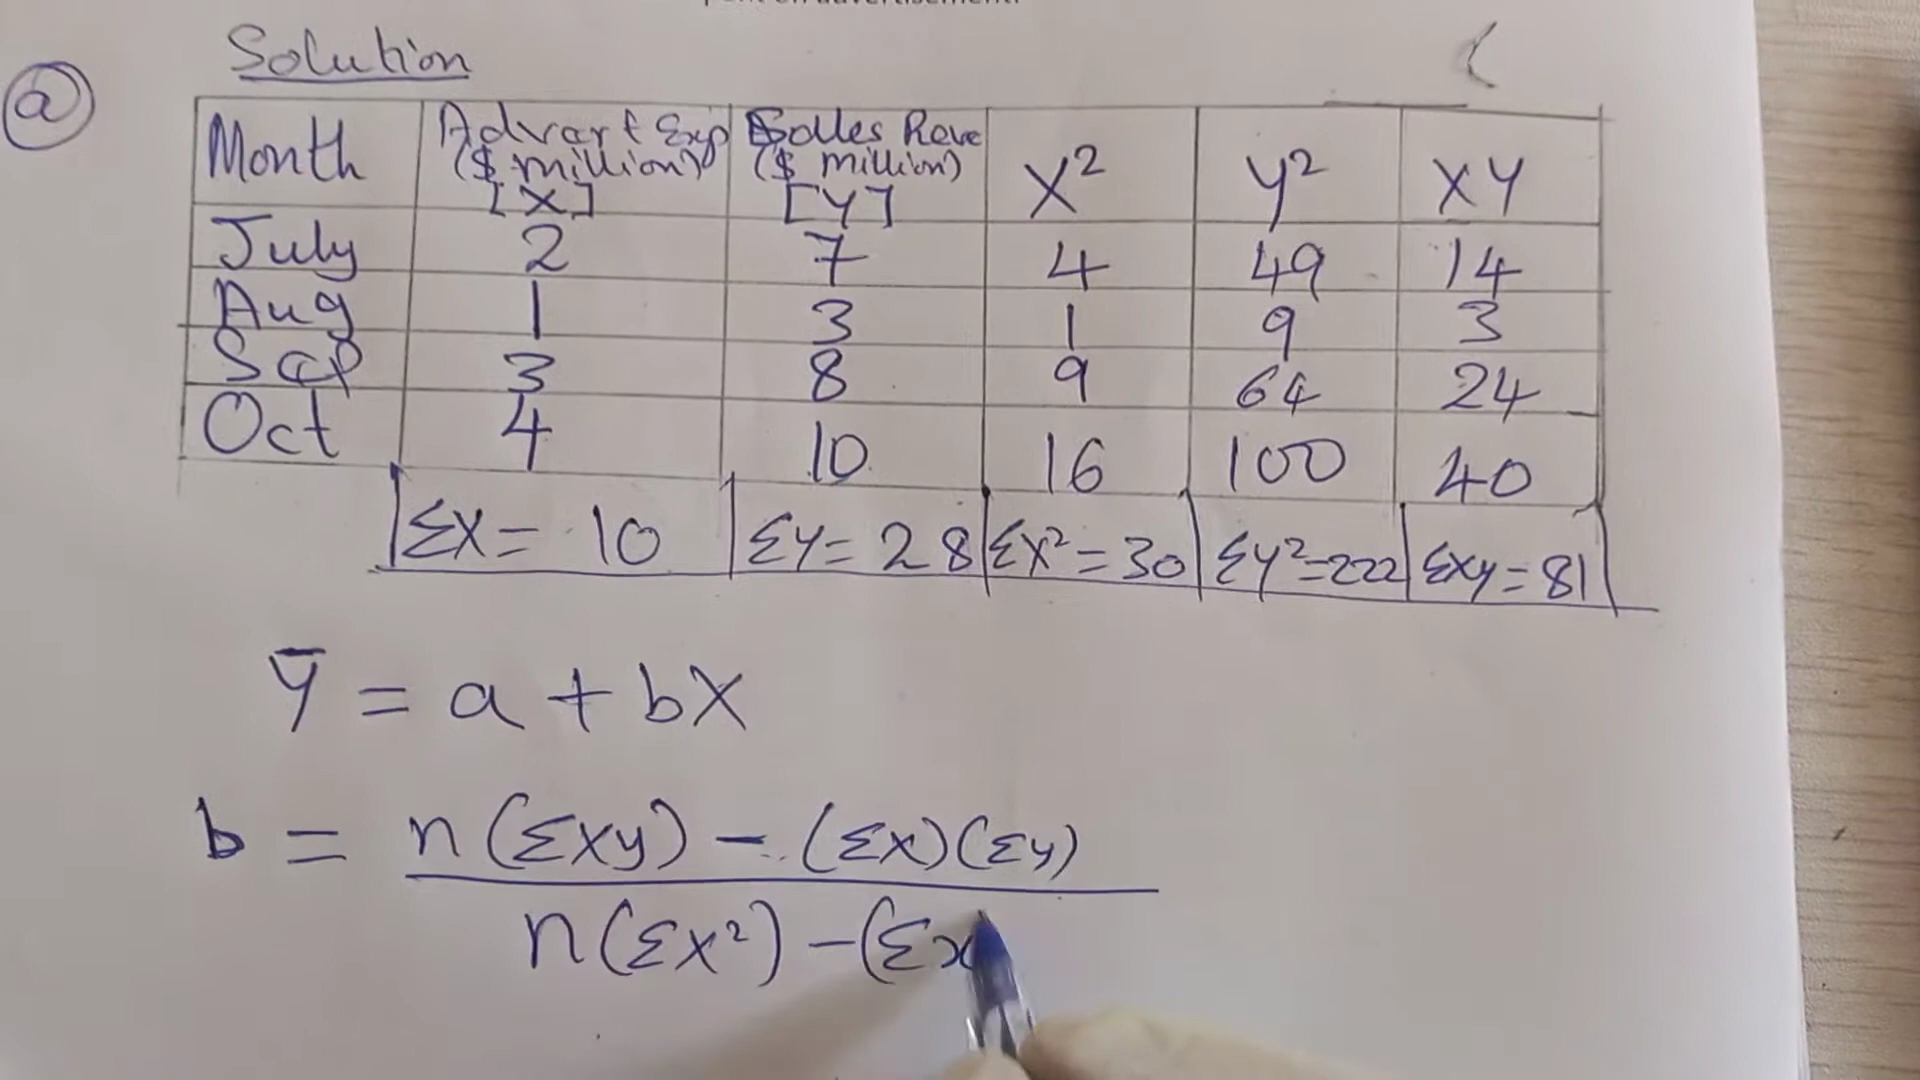 Solution
(a)
Month | Advert Exp ($ million) [X] | Salles Reve ($ million) [Y] | X² | Y² | XY
July | 2 | 7 | 4 | 49 | 14
Aug | 1 | 3 | 1 | 9 | 3
Sep | 3 | 8 | 9 | 64 | 24
Oct | 4 | 10 | 16 | 100 | 40
ΣX = 10 | ΣY = 28 | ΣX² = 30 | ΣY² = 222 | ΣXY = 81
Ȳ = a + bX
b = n(ΣXY) - (ΣX)(ΣY)
n(ΣX²) - (Σx